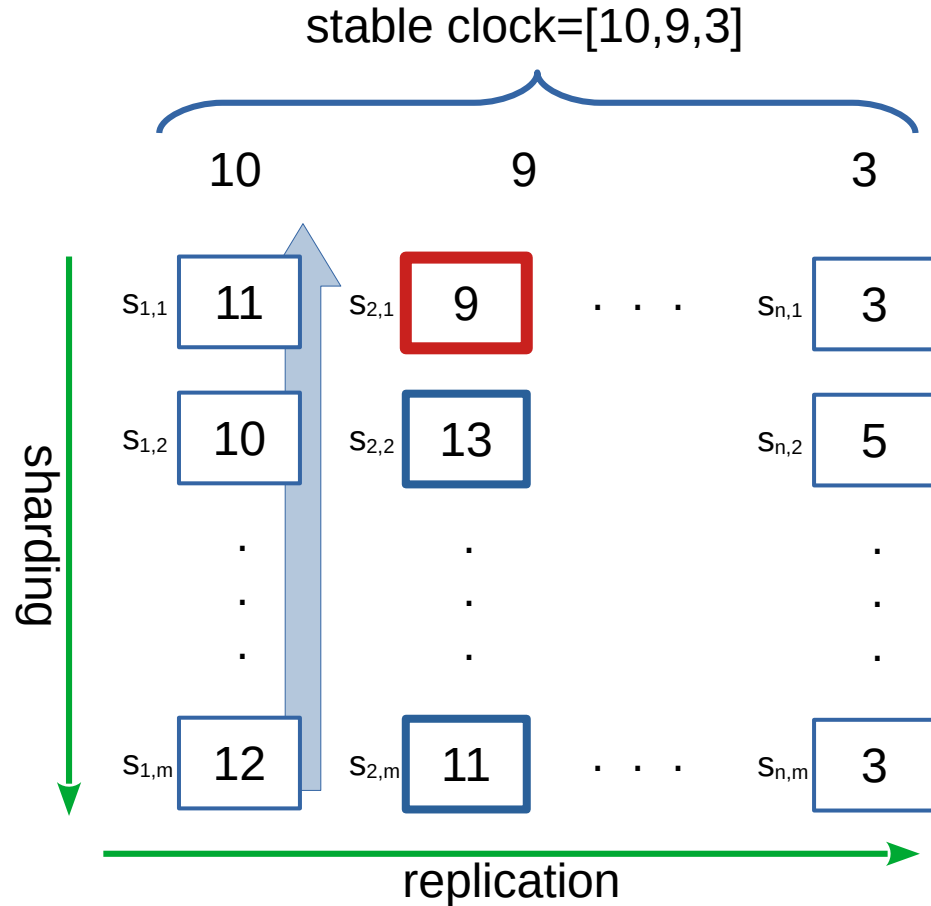 stable clock=[10,9,3]
10 9 3
s1,1 11 s2,1 9 . . . sn,1 3
s1,2 10 s2,2 13 sn,2 5
. . .
. . .
. . .
s1,m 12 s2,m 11 . . . sn,m 3
sharding
replication